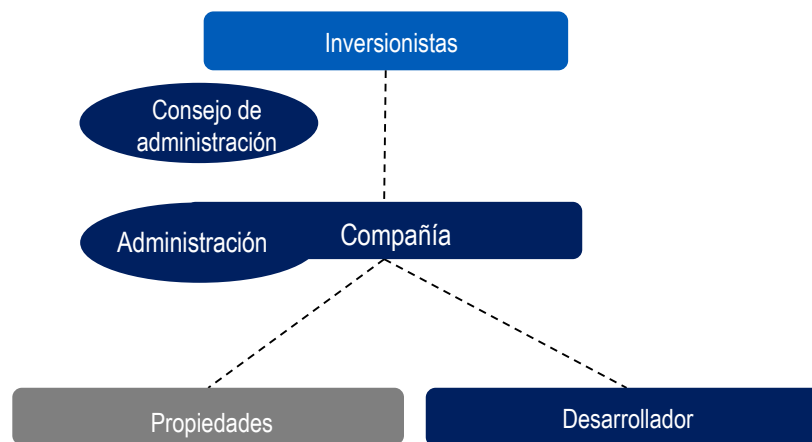 Inversionistas
Consejo de
administración
Administración
Compañía
Propiedades
Desarrollador